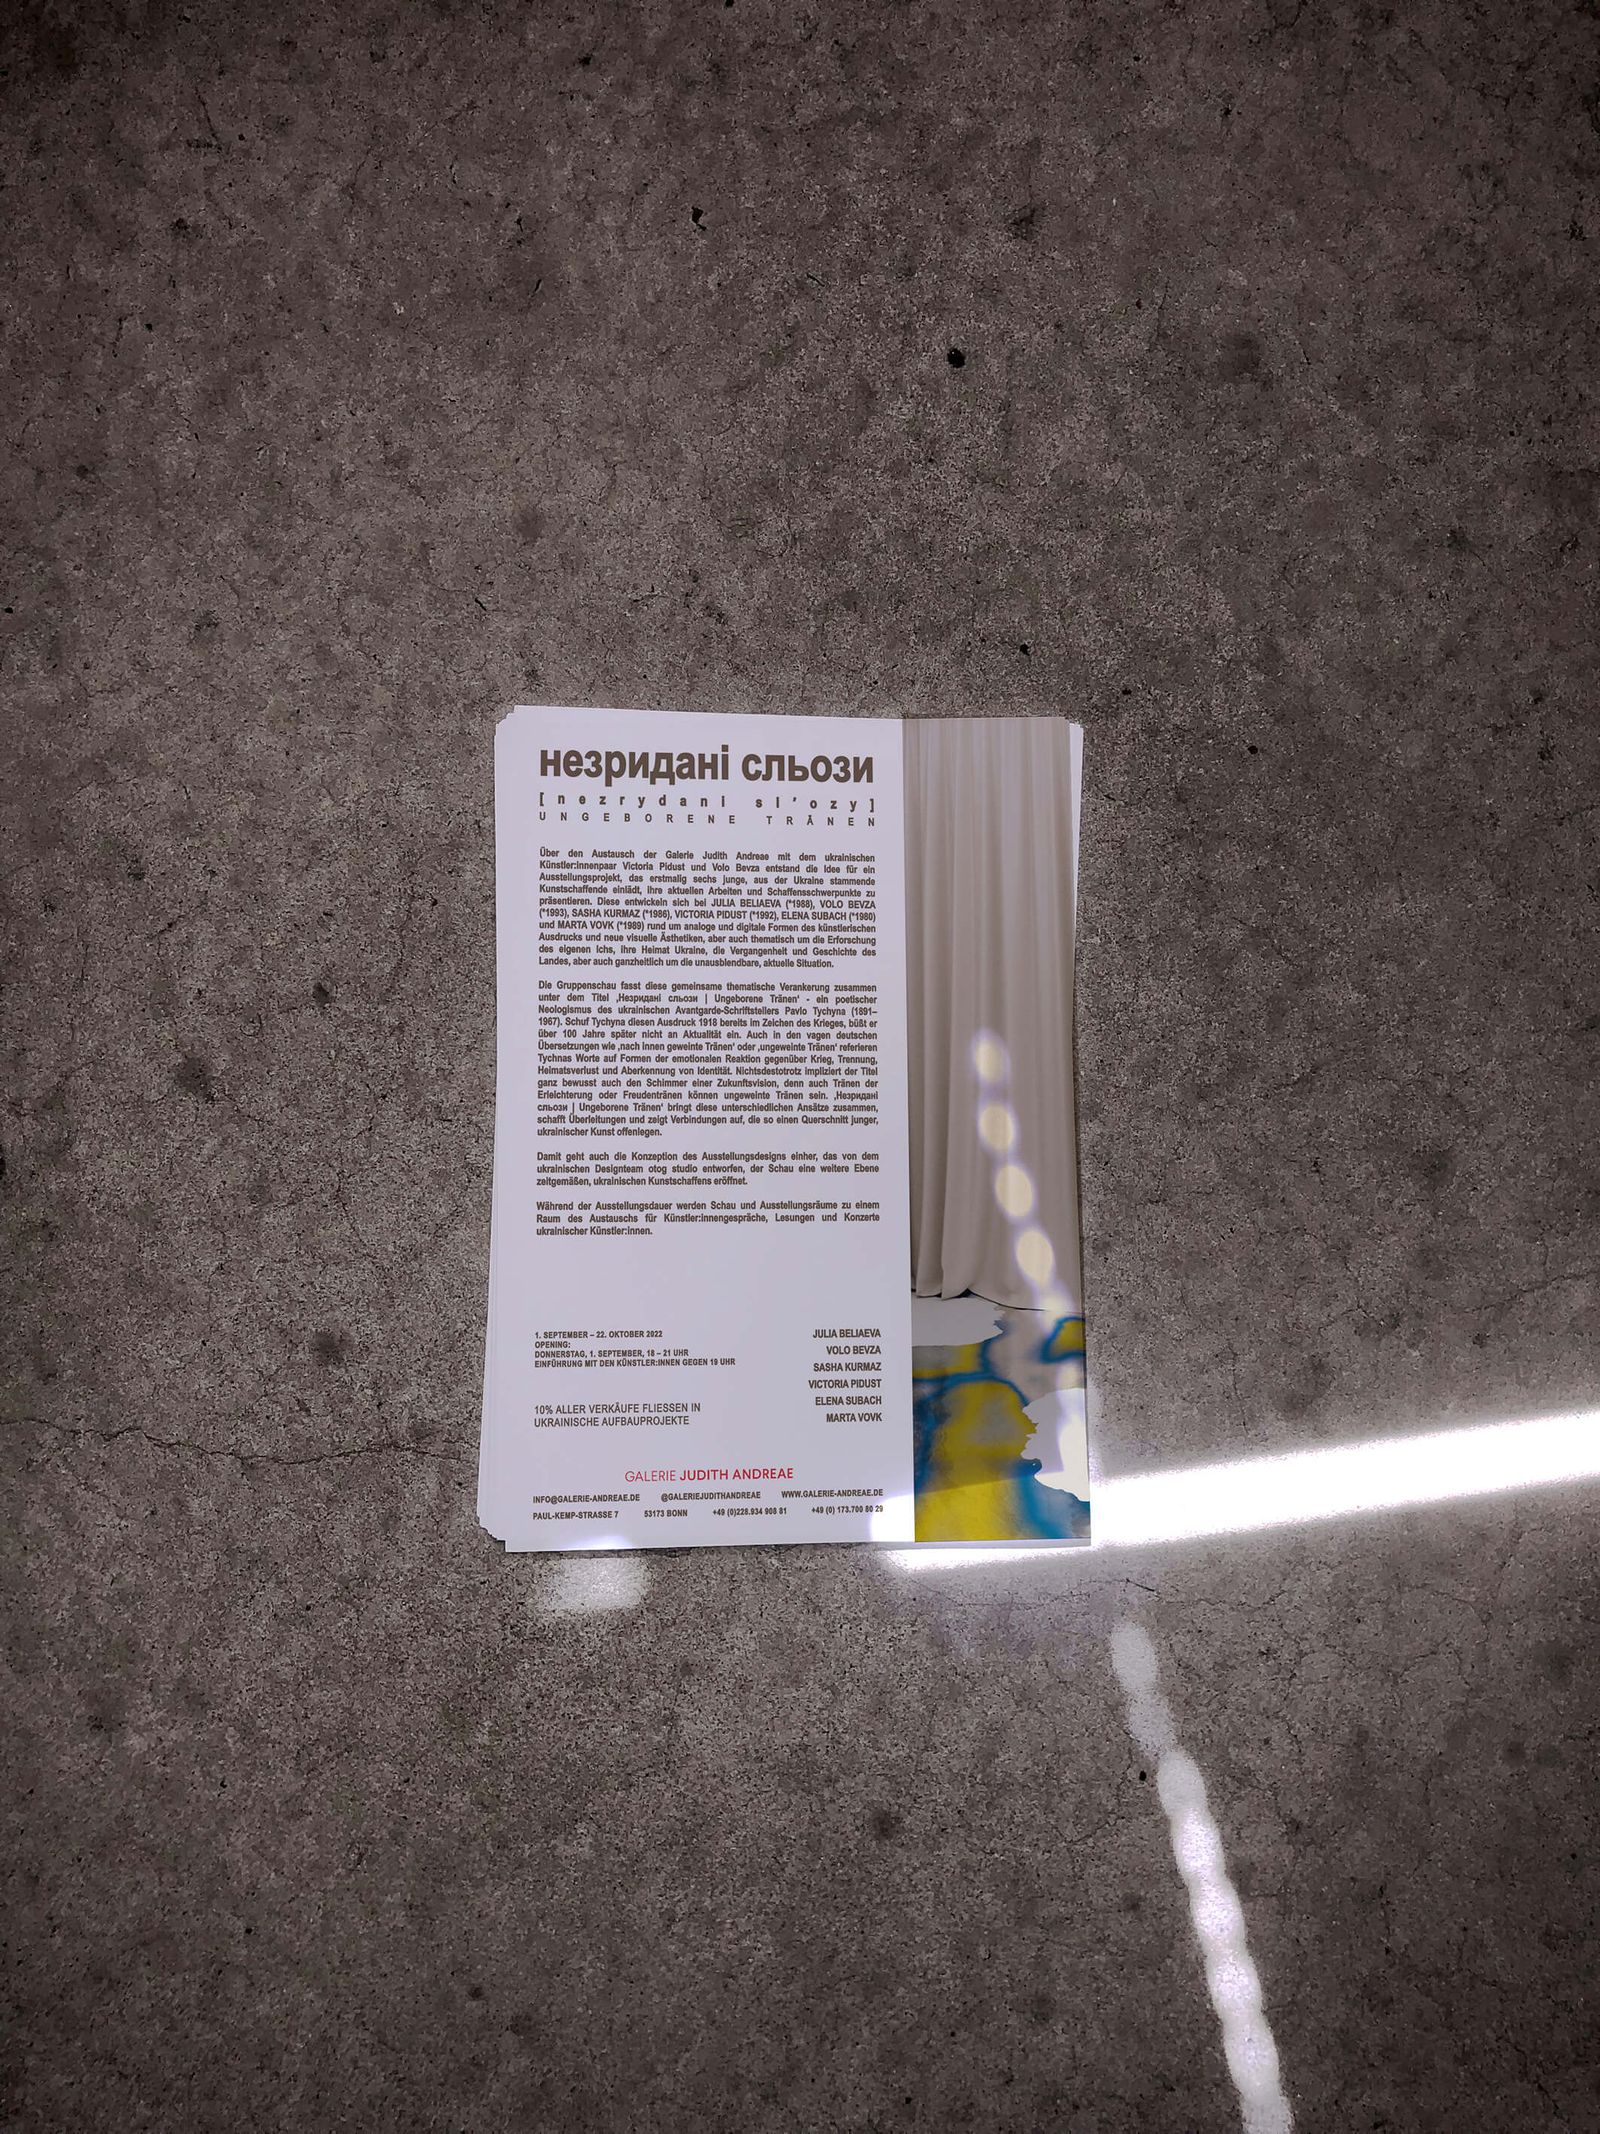 незридані сльози
[nezrydani sl'ozy]
UNGEBORENE TRÄNEN
Über den Austausch der Galerie Judith Andreae mit dem ukrainischen
Künstler:innenpaar Victoria Pidust und Volo Bevza entstand die Idee für ein
Ausstellungsprojekt, das erstmalig sechs junge, aus der Ukraine stammende
Kunstschaffende einlädt, ihre aktuellen Arbeiten und Schaffensschwerpunkte zu
präsentieren. Diese entwickeln sich bei JULIA BELIAEVA (*1988), VOLO BEVZA
(*1993), SASHA KURMAZ (*1986), VICTORIA PIDUST (*1992), ELENA SUBACH (*1980)
und MARTA VOVK (*1989) rund um analoge und digitale Formen des künstlerischen
Ausdrucks und neue visuelle Ästhetiken, aber auch thematisch um die Erforschung
des eigenen Ichs, ihre Heimat Ukraine, die Vergangenheit und Geschichte des
Landes, aber auch ganzheitlich um die unausblendbare, aktuelle Situation.
Die Gruppenschau fasst diese gemeinsame thematische Verankerung zusammen
unter dem Titel ‚Незридані сльози | Ungeborene Tränen‘ - ein poetischer
Neologismus des ukrainischen Avantgarde-Schriftstellers Pavlo Tychyna (1891–
1967). Schuf Tychyna diesen Ausdruck 1918 bereits im Zeichen des Krieges, büßt er
über 100 Jahre später nicht an Aktualität ein. Auch in den vagen deutschen
Übersetzungen wie ‚nach innen geweinte Tränen‘ oder ‚ungeweinte Tränen‘ referieren
Tychnas Worte auf Formen der emotionalen Reaktion gegenüber Krieg, Trennung,
Heimatsverlust und Aberkennung von Identität. Nichtsdestotrotz impliziert der Titel
ganz bewusst auch den Schimmer einer Zukunftsvision, denn auch Tränen der
Erleichterung oder Freudentränen können ungeweinte Tränen sein. ‚Незридані
сльози | Ungeborene Tränen‘ bringt diese unterschiedlichen Ansätze zusammen,
schafft Überleitungen und zeigt Verbindungen auf, die so einen Querschnitt junger,
ukrainischer Kunst offenlegen.
Damit geht auch die Konzeption des Ausstellungsdesigns einher, das von dem
ukrainischen Designteam otog studio entworfen, der Schau eine weitere Ebene
zeitgemäßen, ukrainischen Kunstschaffens eröffnet.
Während der Ausstellungsdauer werden Schau und Ausstellungsräume zu einem
Raum des Austauschs für Künstler:innengespräche, Lesungen und Konzerte
ukrainischer Künstler:innen.
1. SEPTEMBER – 22. OKTOBER 2022
OPENING:
DONNERSTAG, 1. SEPTEMBER, 18 – 21 UHR
EINFÜHRUNG MIT DEN KÜNSTLER:INNEN GEGEN 19 UHR
10% ALLER VERKÄUFE FLIESSEN IN
UKRAINISCHE AUFBAUPROJEKTE
JULIA BELIAEVA
VOLO BEVZA
SASHA KURMAZ
VICTORIA PIDUST
ELENA SUBACH
MARTA VOVK
GALERIE JUDITH ANDREAE
INFO@GALERIE-ANDREAE.DE @GALERIEJUDITHANDREAE WWW.GALERIE-ANDREAE.DE
PAUL-KEMP-STRASSE 7 53173 BONN +49 (0)228.934 908 81 +49 (0) 173.700 80 29